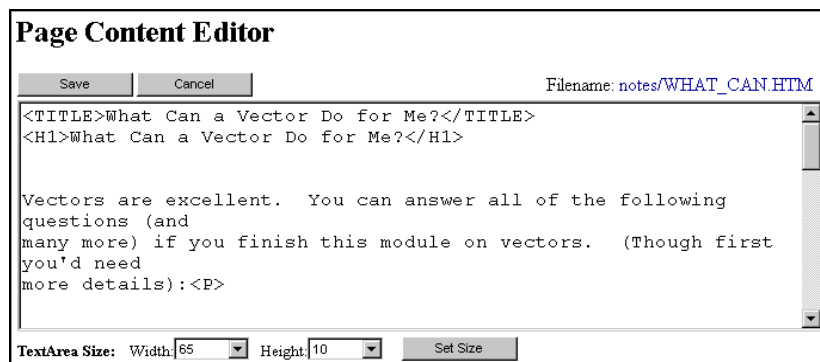 Page Content Editor
Save Cancel Filename: notes/WHAT_CAN.HTM
<TITLE>What Can a Vector Do for Me?</TITLE>
<H1>What Can a Vector Do for Me?</H1>
Vectors are excellent.  You can answer all of the following
questions (and
many more) if you finish this module on vectors.  (Though first
you'd need
more details):<P>
TextArea Size: Width: 65 Height: 10 Set Size